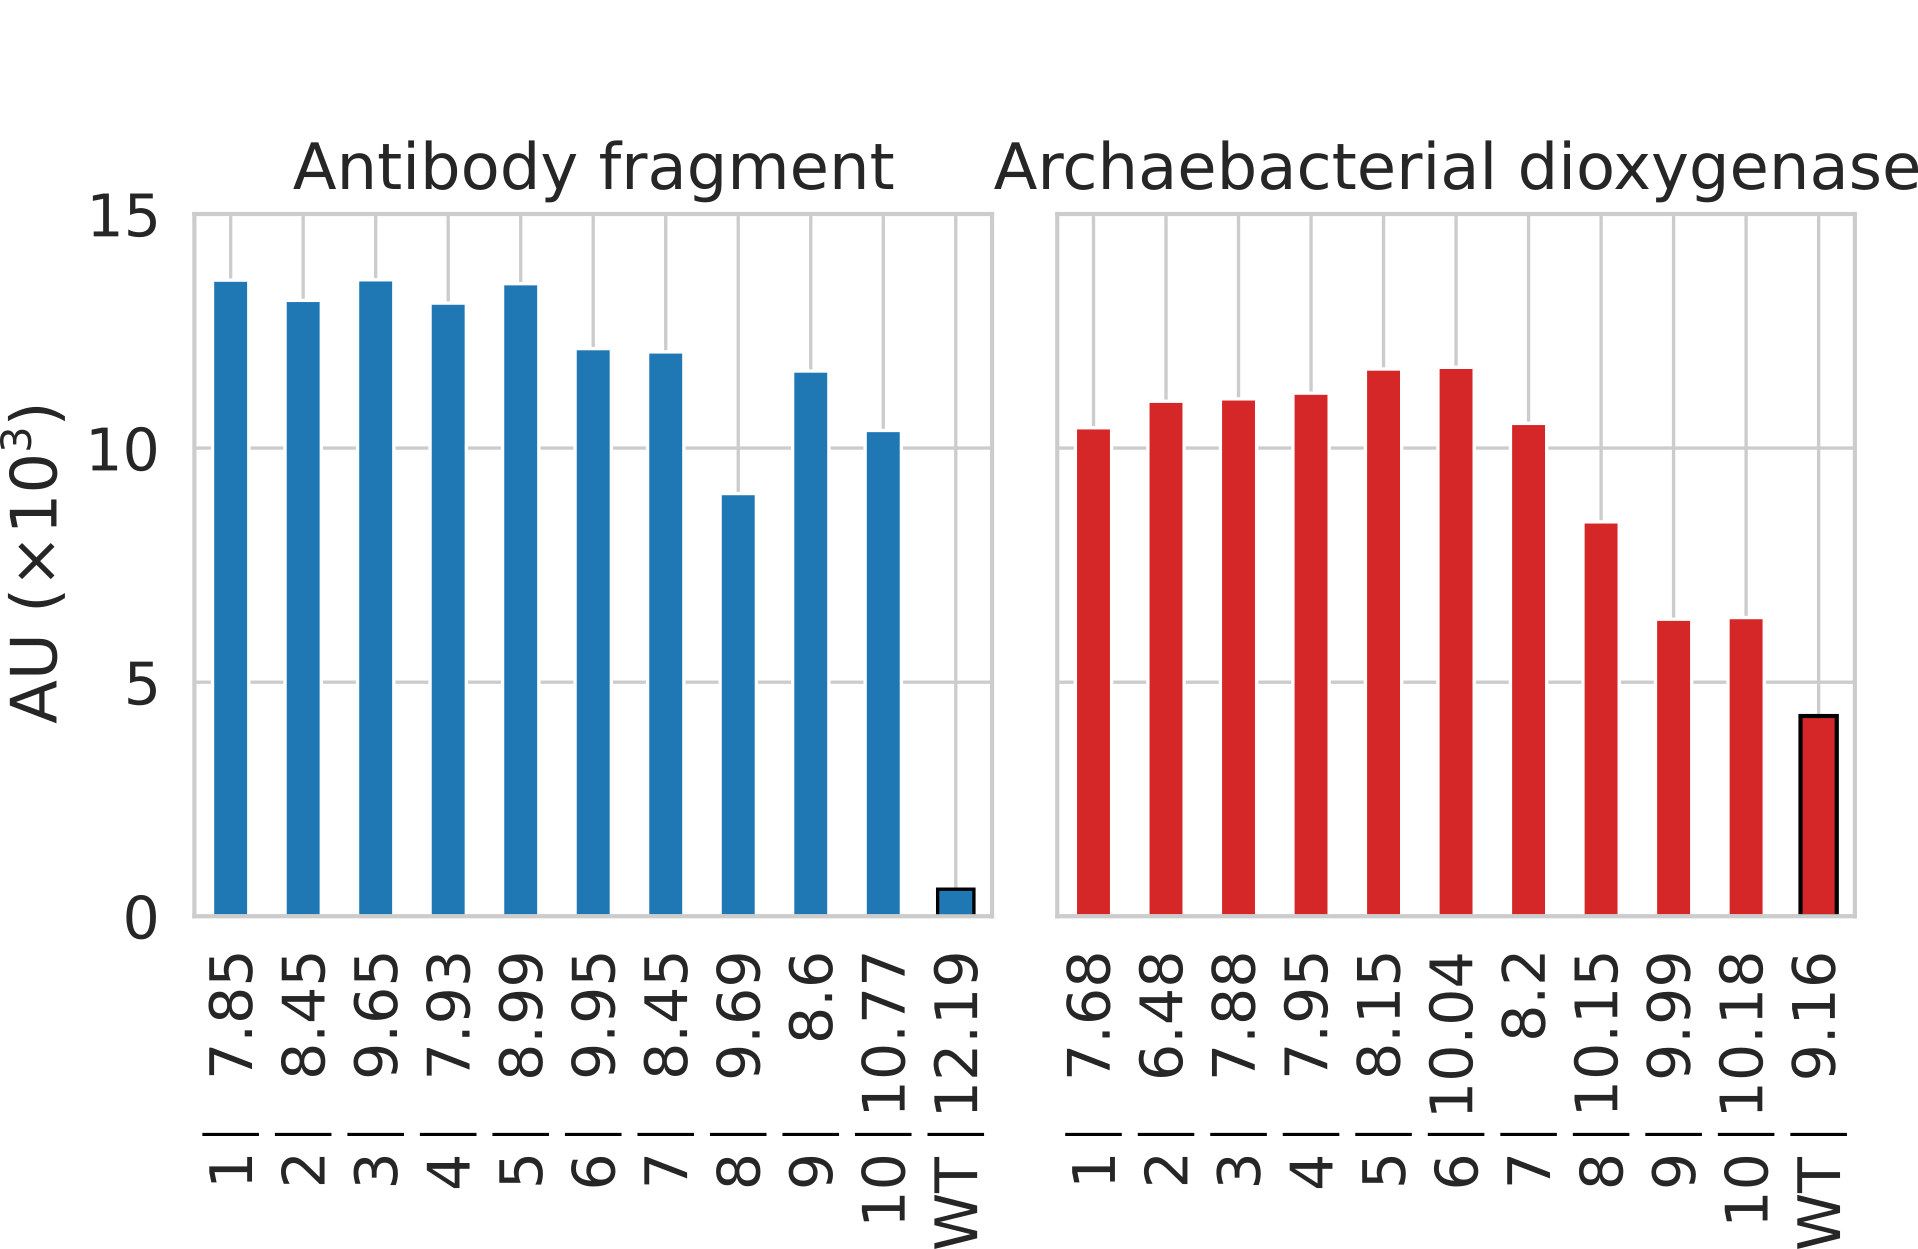 Antibody fragment
Archaebacterial dioxygenase
AU (×10³)
15
10
5
0
1 | 7.85
2 | 8.45
3 | 9.65
4 | 7.93
5 | 8.99
6 | 9.95
7 | 8.45
8 | 9.69
9 | 8.6
10 | 10.77
WT | 12.19
1 | 7.68
2 | 6.48
3 | 7.88
4 | 7.95
5 | 8.15
6 | 10.04
7 | 8.2
8 | 10.15
9 | 9.99
10 | 10.18
WT | 9.16